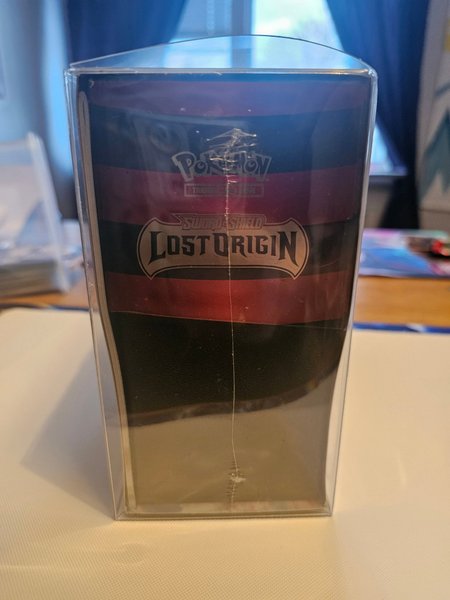 POKÉMON
TRADING CARD GAME
SWORD & SHIELD
LOST ORIGIN